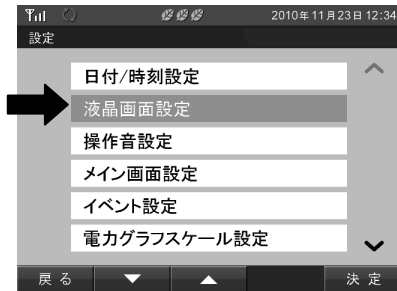 2010年11月23日 12:34
設定
日付/時刻設定
液晶画面設定
操作音設定
メイン画面設定
イベント設定
電力グラフスケール設定
戻る 決定